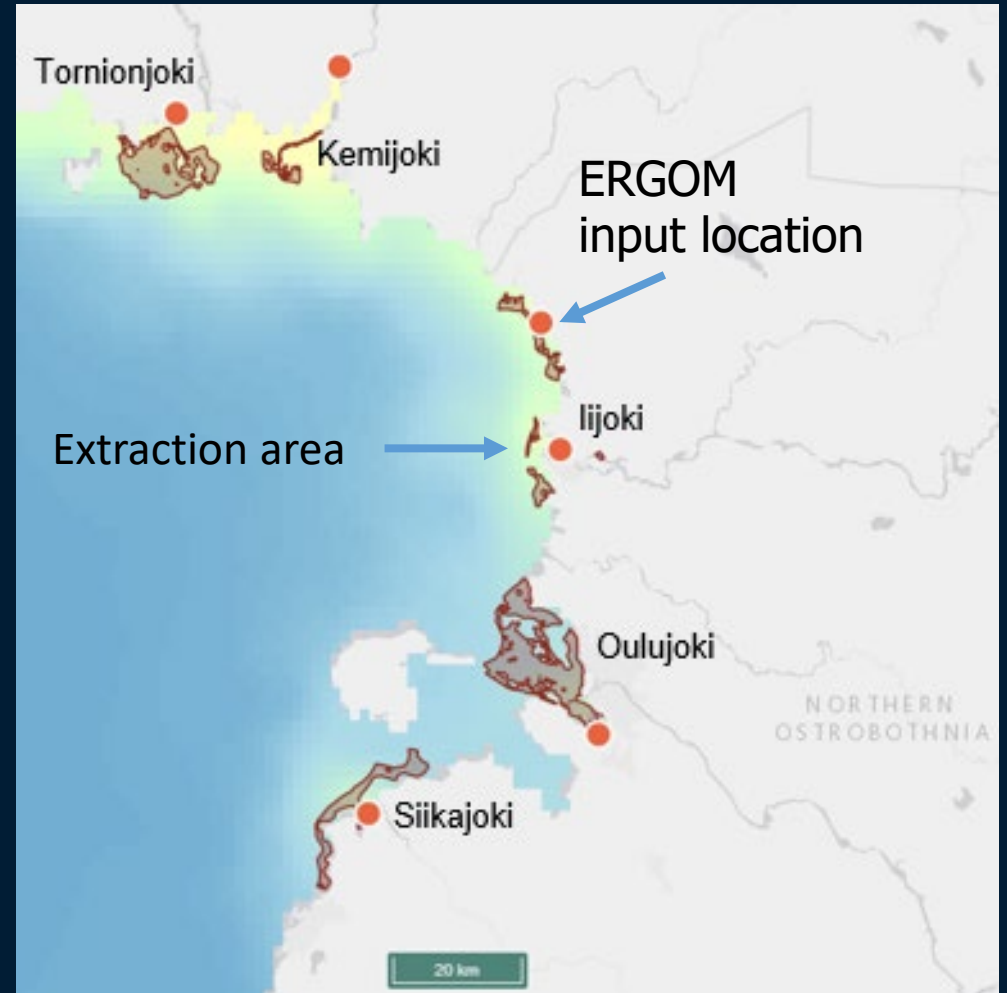 Tornionjoki
Kemijoki
ERGOM
input location
Iijoki
Extraction area
Oulujoki
NORTHERN
OSTROBOTHNIA
Siikajoki
20 km